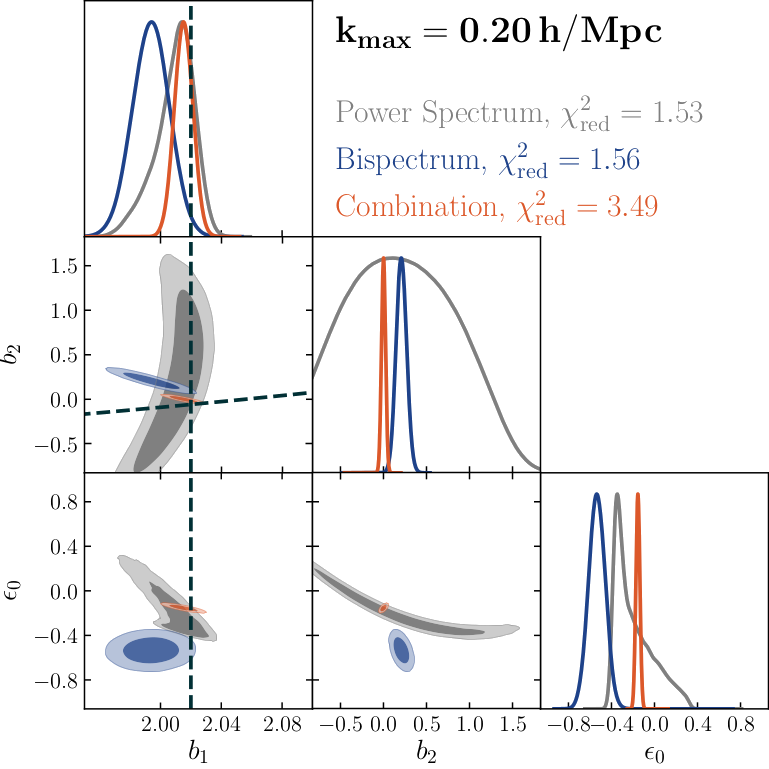 k_max = 0.20 h/Mpc
Power Spectrum, χ²_red = 1.53
Bispectrum, χ²_red = 1.56
Combination, χ²_red = 3.49
1.5
1.0
0.5
0.0
−0.5
b₂
0.8
0.4
0.0
−0.4
−0.8
ϵ₀
2.00 2.04 2.08
−0.5 0.0 0.5 1.0 1.5
−0.8 −0.4 0.0 0.4 0.8
b₁ b₂ ϵ₀